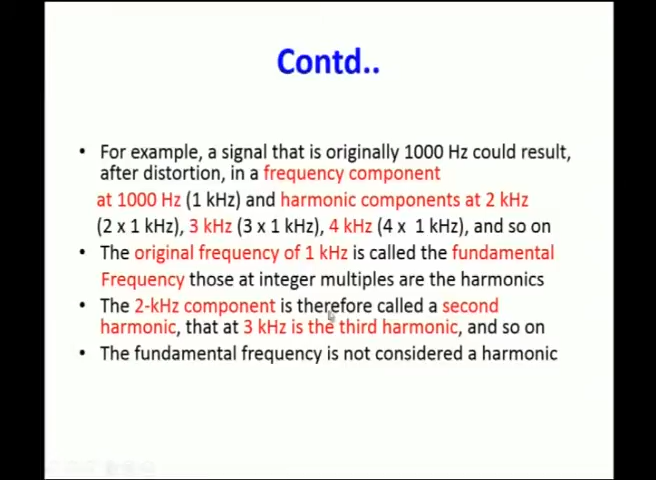 Contd..
• For example, a signal that is originally 1000 Hz could result,
after distortion, in a frequency component
at 1000 Hz (1 kHz) and harmonic components at 2 kHz
(2 x 1 kHz), 3 kHz (3 x 1 kHz), 4 kHz (4 x 1 kHz), and so on
• The original frequency of 1 kHz is called the fundamental
Frequency those at integer multiples are the harmonics
• The 2-kHz component is therefore called a second
harmonic, that at 3 kHz is the third harmonic, and so on
• The fundamental frequency is not considered a harmonic